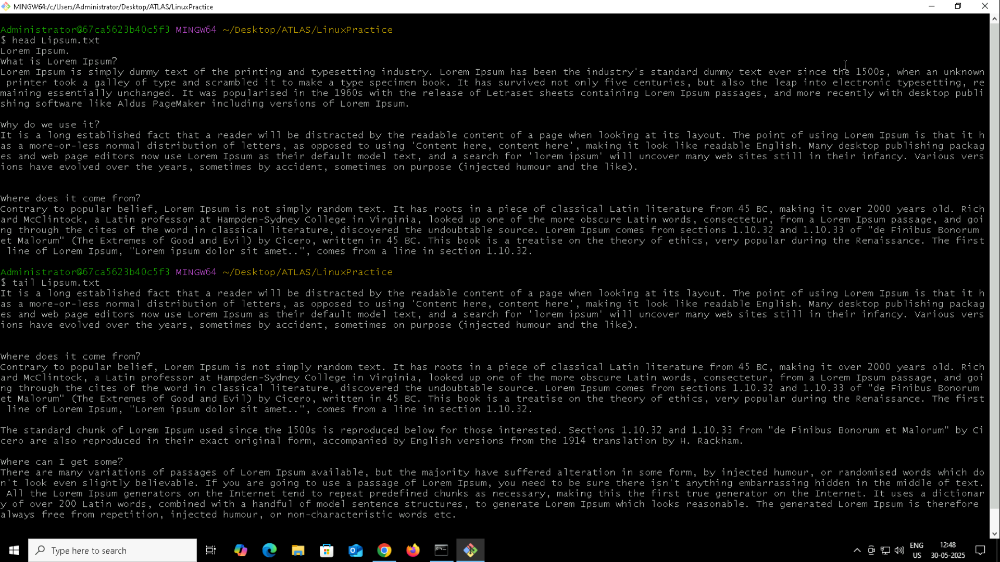 MINGW64:/c/Users/Administrator/Desktop/ATLAS/LinuxPractice
Administrator@67ca5623b40c5f3 MINGW64 ~/Desktop/ATLAS/LinuxPractice
$ head Lipsum.txt
Lorem Ipsum.
What is Lorem Ipsum?
Lorem Ipsum is simply dummy text of the printing and typesetting industry. Lorem Ipsum has been the industry's standard dummy text ever since the 1500s, when an unknown
printer took a galley of type and scrambled it to make a type specimen book. It has survived not only five centuries, but also the leap into electronic typesetting, re
maining essentially unchanged. It was popularised in the 1960s with the release of Letraset sheets containing Lorem Ipsum passages, and more recently with desktop publi
shing software like Aldus PageMaker including versions of Lorem Ipsum.
Why do we use it?
It is a long established fact that a reader will be distracted by the readable content of a page when looking at its layout. The point of using Lorem Ipsum is that it h
as a more-or-less normal distribution of letters, as opposed to using 'Content here, content here', making it look like readable English. Many desktop publishing packag
es and web page editors now use Lorem Ipsum as their default model text, and a search for 'lorem ipsum' will uncover many web sites still in their infancy. Various vers
ions have evolved over the years, sometimes by accident, sometimes on purpose (injected humour and the like).
Where does it come from?
Contrary to popular belief, Lorem Ipsum is not simply random text. It has roots in a piece of classical Latin literature from 45 BC, making it over 2000 years old. Rich
ard McClintock, a Latin professor at Hampden-Sydney College in Virginia, looked up one of the more obscure Latin words, consectetur, from a Lorem Ipsum passage, and goi
ng through the cites of the word in classical literature, discovered the undoubtable source. Lorem Ipsum comes from sections 1.10.32 and 1.10.33 of "de Finibus Bonorum
et Malorum" (The Extremes of Good and Evil) by Cicero, written in 45 BC. This book is a treatise on the theory of ethics, very popular during the Renaissance. The first
line of Lorem Ipsum, "Lorem ipsum dolor sit amet..", comes from a line in section 1.10.32.
Administrator@67ca5623b40c5f3 MINGW64 ~/Desktop/ATLAS/LinuxPractice
$ tail Lipsum.txt
It is a long established fact that a reader will be distracted by the readable content of a page when looking at its layout. The point of using Lorem Ipsum is that it h
as a more-or-less normal distribution of letters, as opposed to using 'Content here, content here', making it look like readable English. Many desktop publishing packag
es and web page editors now use Lorem Ipsum as their default model text, and a search for 'lorem ipsum' will uncover many web sites still in their infancy. Various vers
ions have evolved over the years, sometimes by accident, sometimes on purpose (injected humour and the like).
Where does it come from?
Contrary to popular belief, Lorem Ipsum is not simply random text. It has roots in a piece of classical Latin literature from 45 BC, making it over 2000 years old. Rich
ard McClintock, a Latin professor at Hampden-Sydney College in Virginia, looked up one of the more obscure Latin words, consectetur, from a Lorem Ipsum passage, and goi
ng through the cites of the word in classical literature, discovered the undoubtable source. Lorem Ipsum comes from sections 1.10.32 and 1.10.33 of "de Finibus Bonorum
et Malorum" (The Extremes of Good and Evil) by Cicero, written in 45 BC. This book is a treatise on the theory of ethics, very popular during the Renaissance. The first
line of Lorem Ipsum, "Lorem ipsum dolor sit amet..", comes from a line in section 1.10.32.
The standard chunk of Lorem Ipsum used since the 1500s is reproduced below for those interested. Sections 1.10.32 and 1.10.33 from "de Finibus Bonorum et Malorum" by Ci
cero are also reproduced in their exact original form, accompanied by English versions from the 1914 translation by H. Rackham.
Where can I get some?
There are many variations of passages of Lorem Ipsum available, but the majority have suffered alteration in some form, by injected humour, or randomised words which do
n't look even slightly believable. If you are going to use a passage of Lorem Ipsum, you need to be sure there isn't anything embarrassing hidden in the middle of text.
All the Lorem Ipsum generators on the Internet tend to repeat predefined chunks as necessary, making this the first true generator on the Internet. It uses a dictionar
y of over 200 Latin words, combined with a handful of model sentence structures, to generate Lorem Ipsum which looks reasonable. The generated Lorem Ipsum is therefore
always free from repetition, injected humour, or non-characteristic words etc.
Type here to search
ENG
US
12:48
30-05-2025